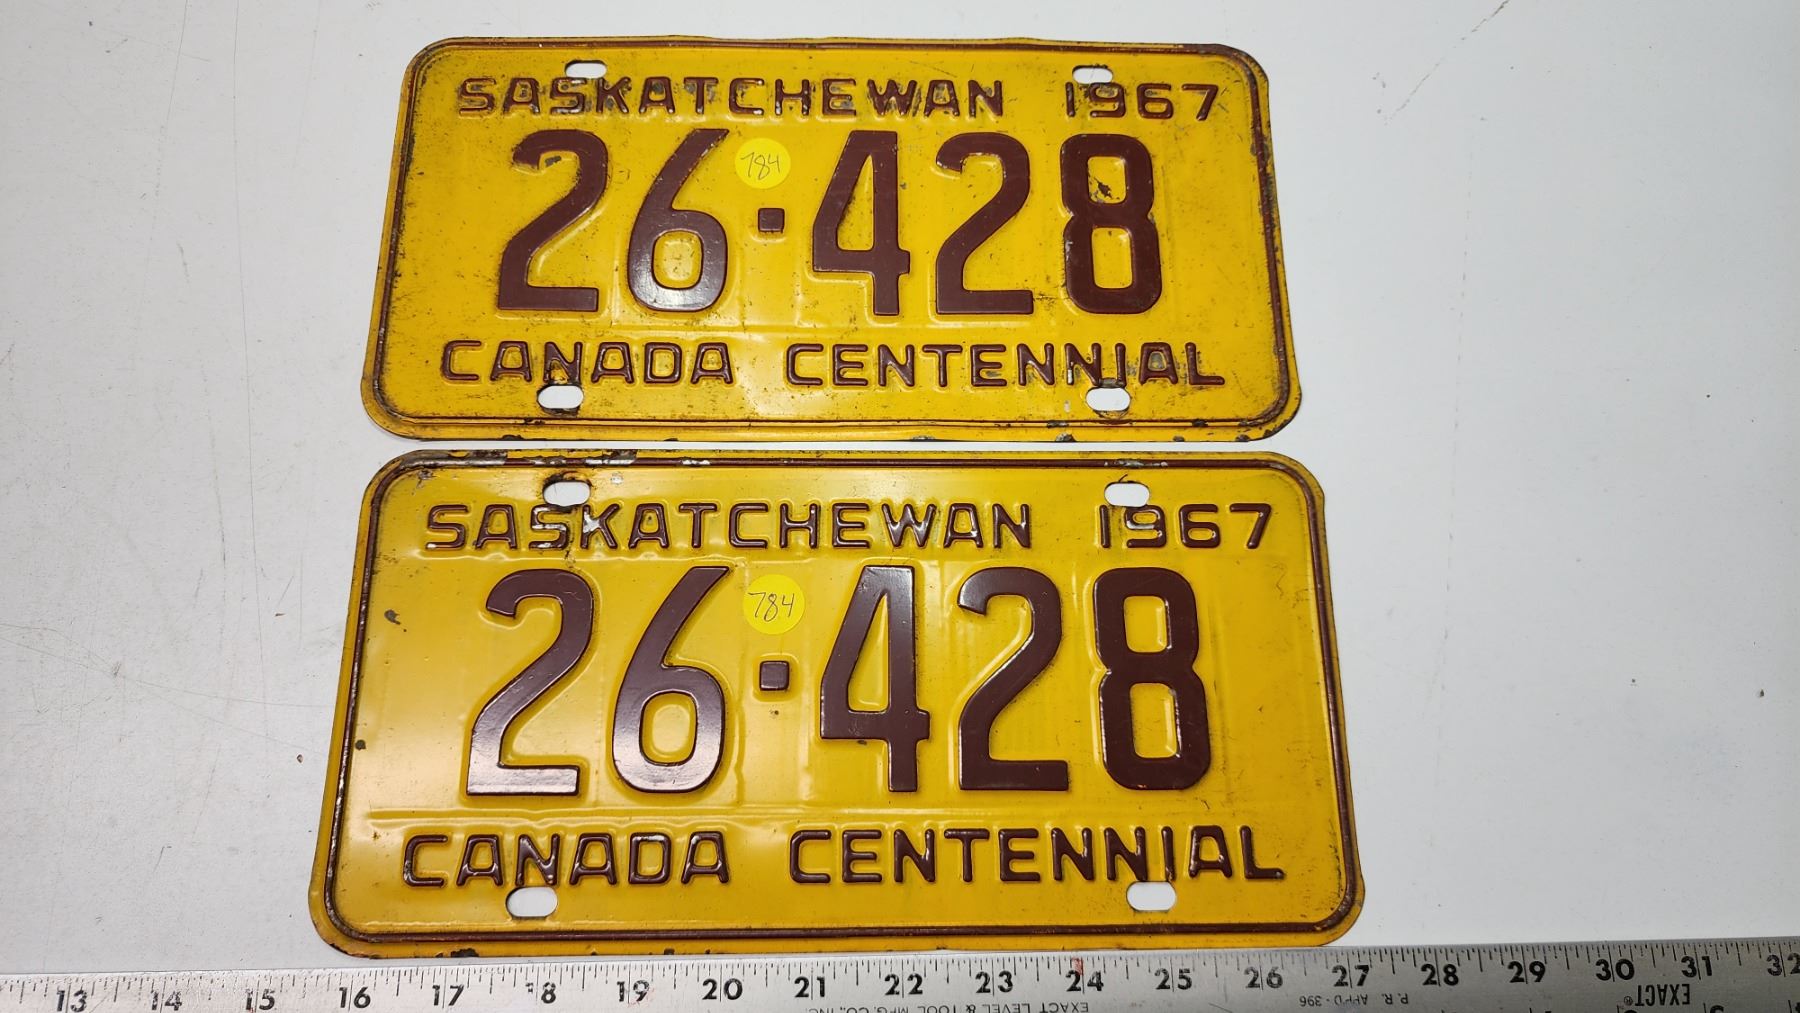 SASKATCHEWAN 1967
784
26·428
CANADA CENTENNIAL
SASKATCHEWAN 1967
784
26·428
CANADA CENTENNIAL
13 14 15 16 17 18 19 20 21 22 23 24 25 26 27 28 29 30 31 32
EXACT LEVEL & TOOL MFG. CO., INC.
P. R. APP'D - 396
EXACT®